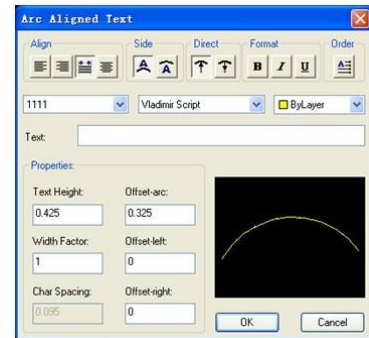 Arc Aligned Text
Align Side Direct Format Order
A A B I U A
1111 Vladimir Script ByLayer
Text:
Properties:
Text Height: Offset-arc:
0.425 0.325
Width Factor: Offset-left:
1 0
Char Spacing: Offset-right:
0.095 0
OK Cancel